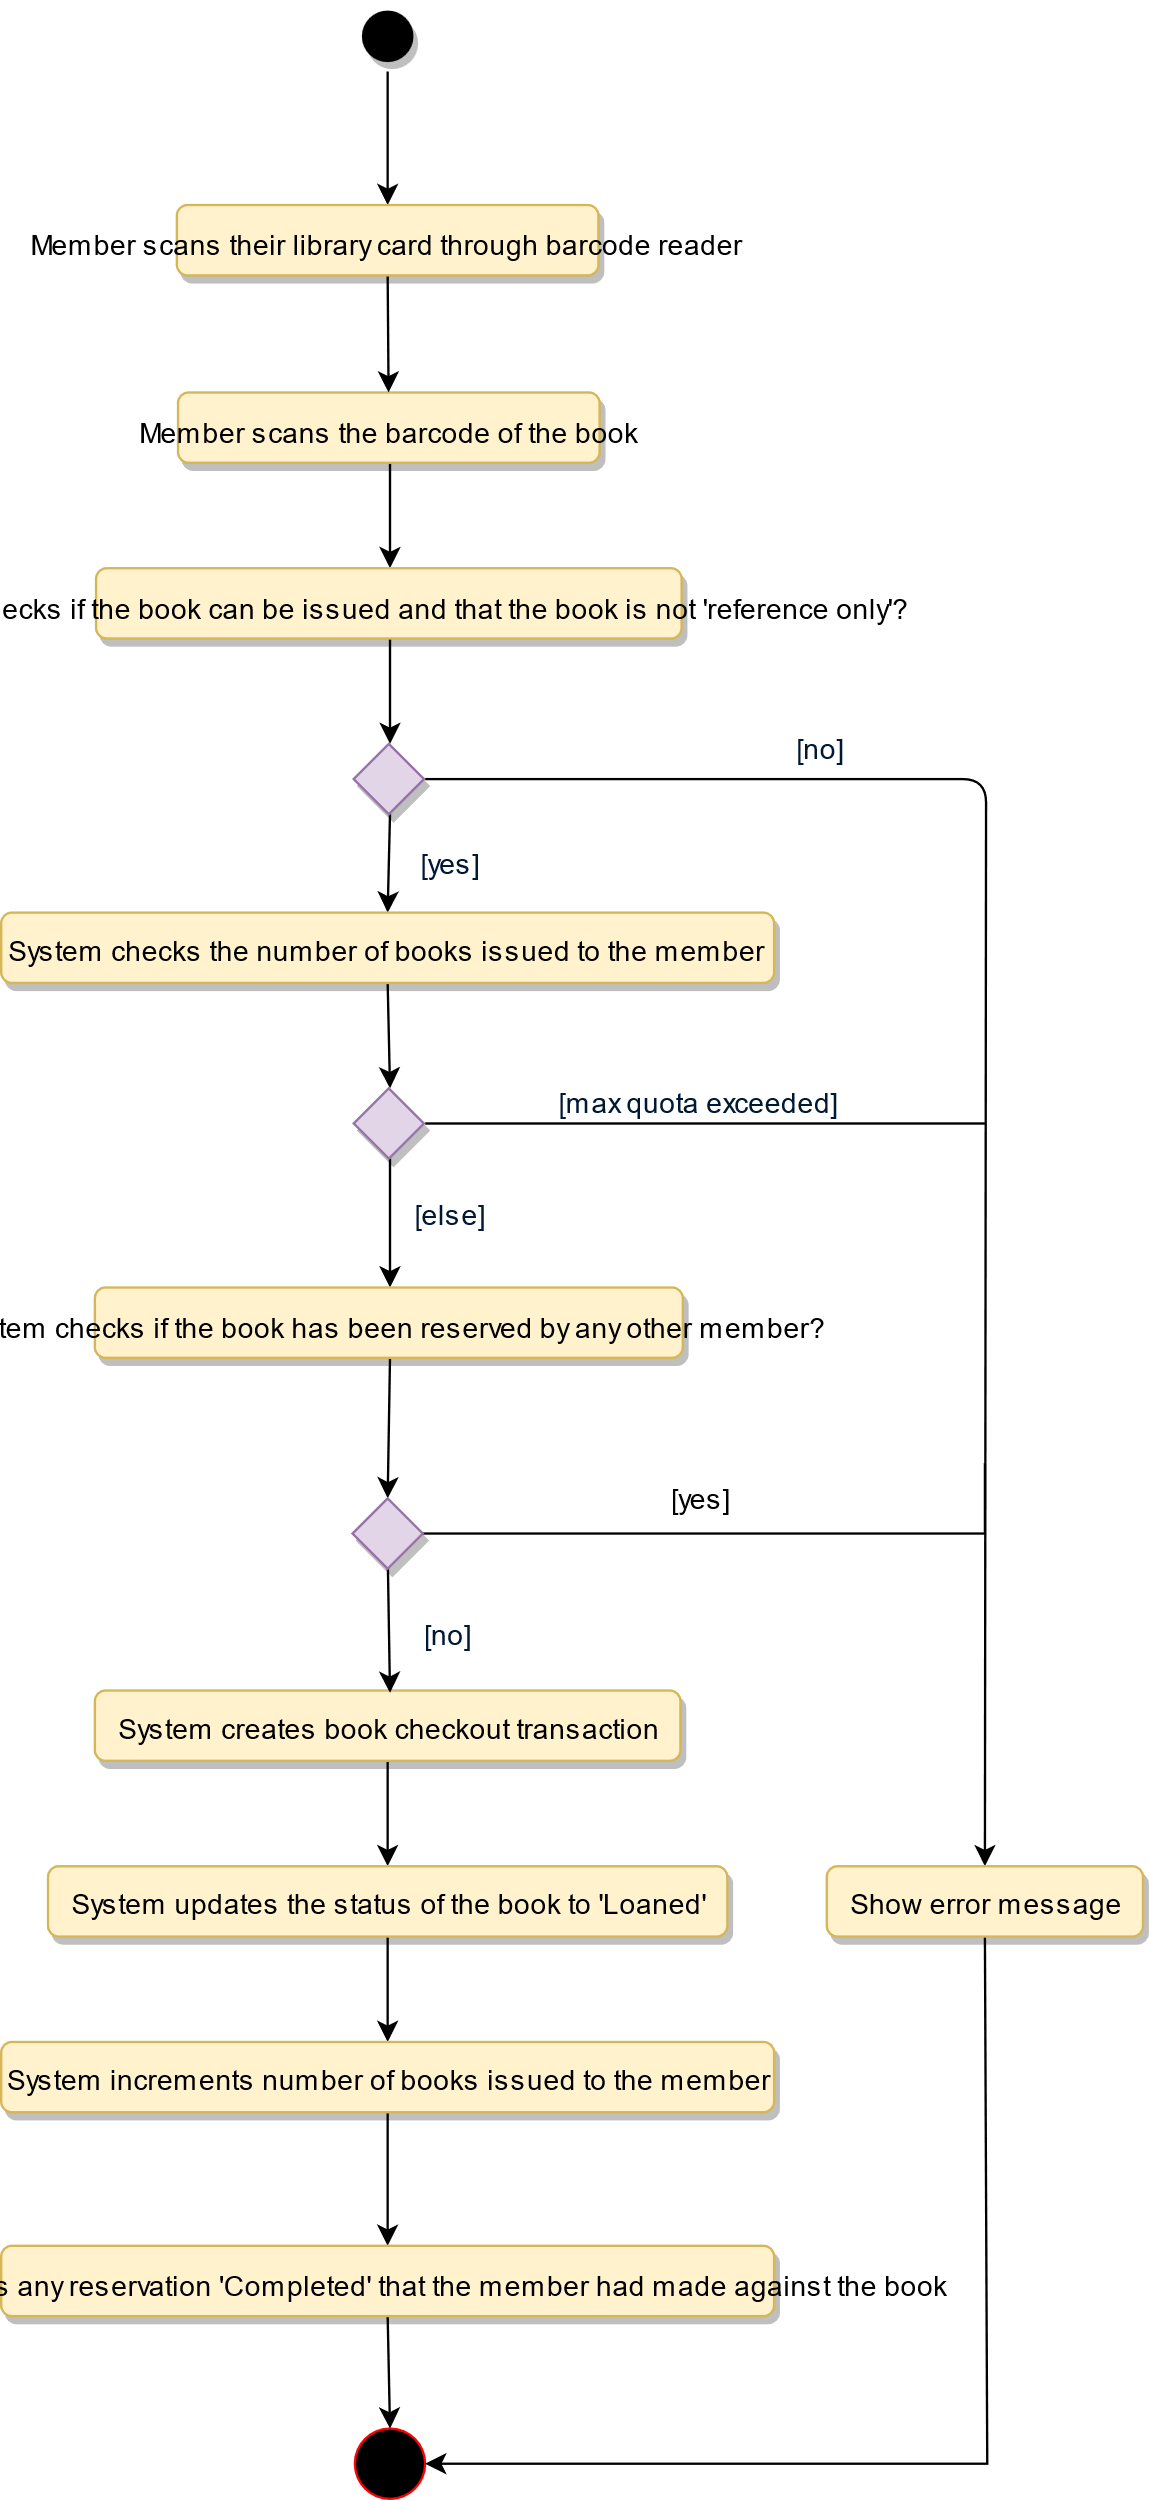 Member scans their library card through barcode reader
Member scans the barcode of the book
ecks if the book can be issued and that the book is not 'reference only'?
[no]
[yes]
System checks the number of books issued to the member
[max quota exceeded]
[else]
tem checks if the book has been reserved by any other member?
[yes]
[no]
System creates book checkout transaction
System updates the status of the book to 'Loaned'
Show error message
System increments number of books issued to the member
s any reservation 'Completed' that the member had made against the book